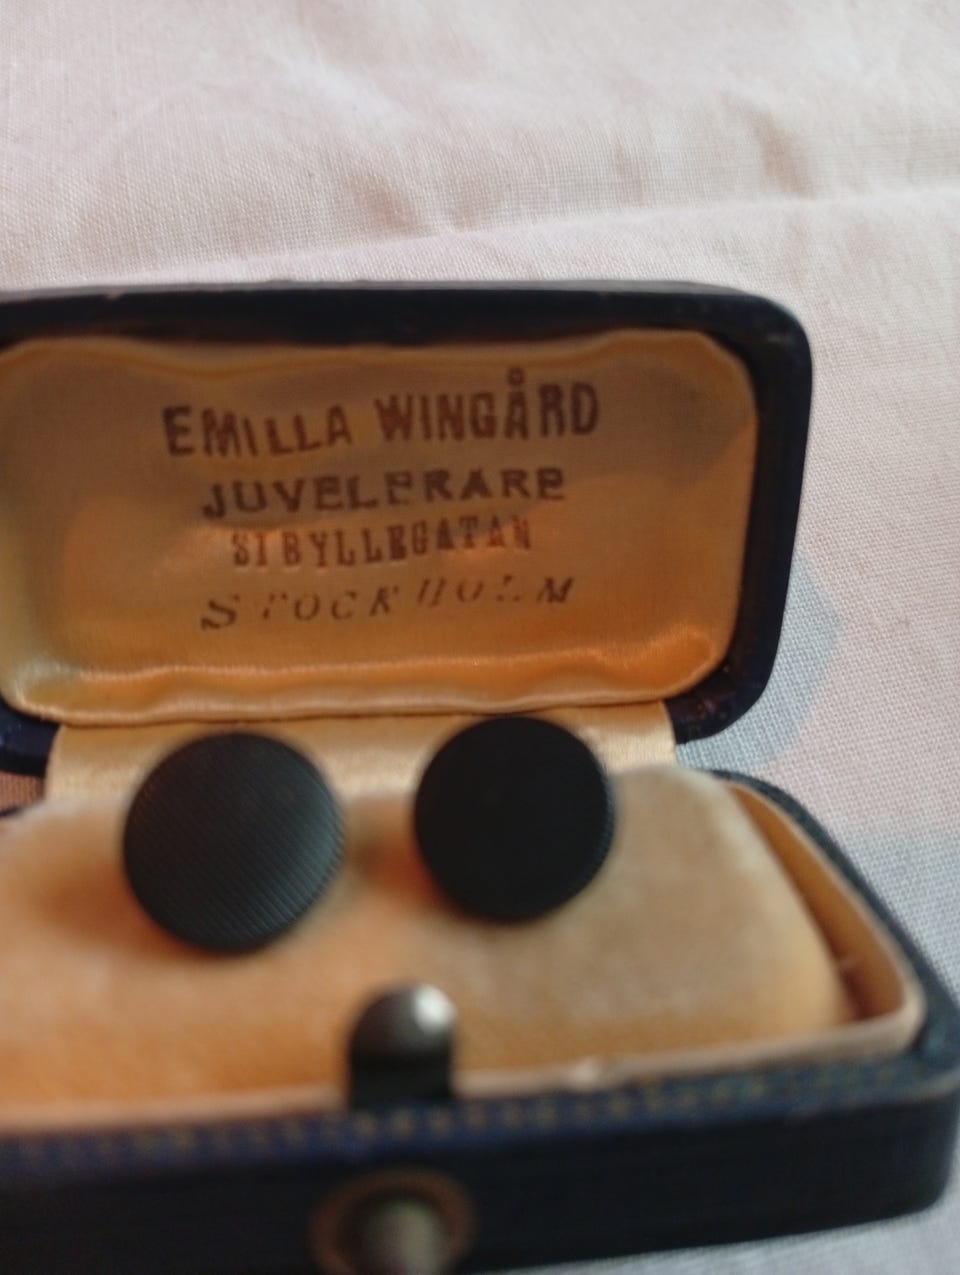 EMILLA WINGÅRD
JUVELERARE
SIBYLLEGATAN
STOCKHOLM